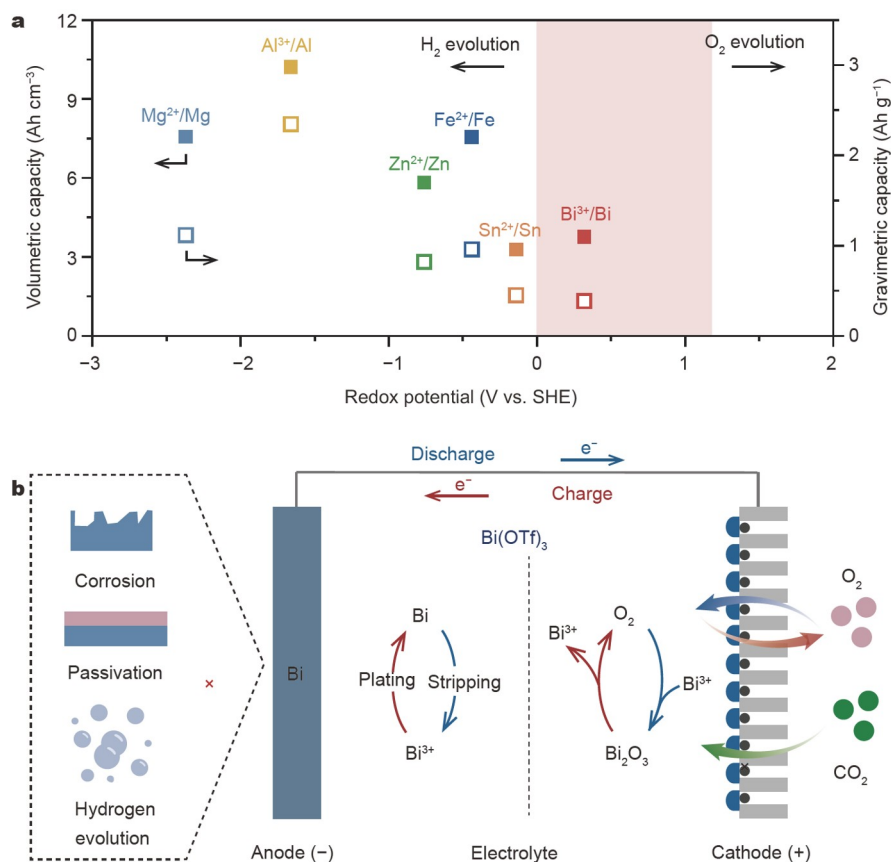 a
Volumetric capacity (Ah cm⁻³)
12
9
6
3
0
Al³⁺/Al
H₂ evolution
O₂ evolution
Mg²⁺/Mg
Fe²⁺/Fe
Zn²⁺/Zn
Sn²⁺/Sn
Bi³⁺/Bi
3
2
1
0
Gravimetric capacity (Ah g⁻¹)
−3
−2
−1
0
1
2
Redox potential (V vs. SHE)
b
Discharge
e⁻
e⁻
Charge
Bi(OTf)₃
Corrosion
Passivation
Hydrogen
evolution
×
Bi
Bi
Plating
Stripping
Bi³⁺
O₂
Bi³⁺
Bi³⁺
Bi₂O₃
O₂
CO₂
Anode (−)
Electrolyte
Cathode (+)